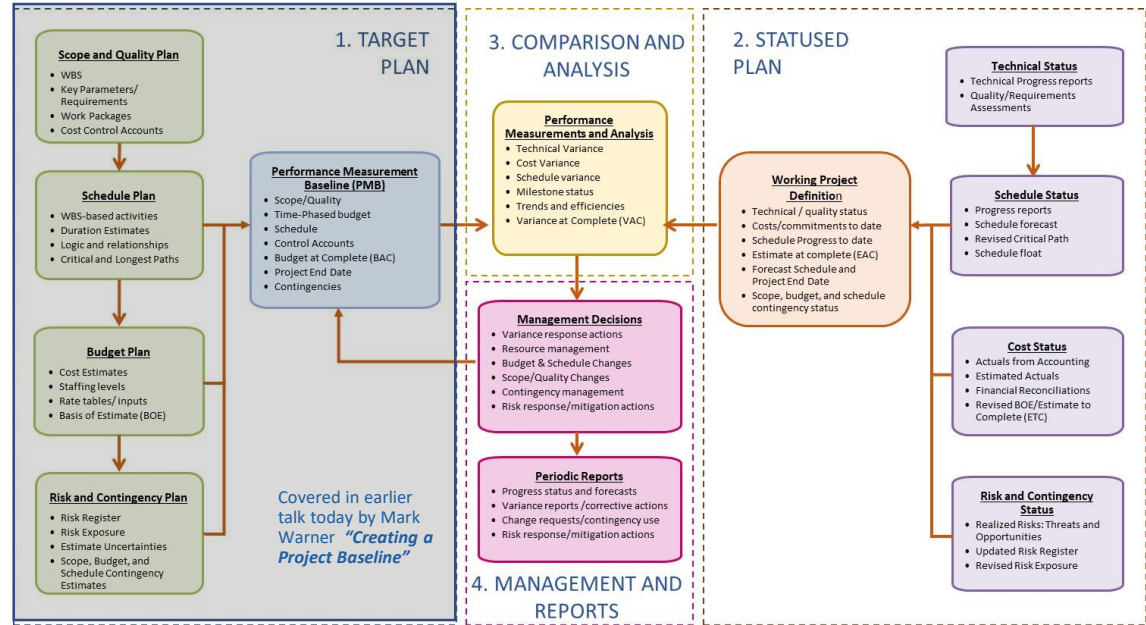 1. TARGET
PLAN
Scope and Quality Plan
• WBS
• Key Parameters/
Requirements
• Work Packages
• Cost Control Accounts
Schedule Plan
• WBS-based activities
• Duration Estimates
• Logic and relationships
• Critical and Longest Paths
Budget Plan
• Cost Estimates
• Staffing levels
• Rate tables/ inputs
• Basis of Estimate (BOE)
Risk and Contingency Plan
• Risk Register
• Risk Exposure
• Estimate Uncertainties
• Scope, Budget, and
Schedule Contingency
Estimates
Performance Measurement
Baseline (PMB)
• Scope/Quality
• Time-Phased budget
• Schedule
• Control Accounts
• Budget at Complete (BAC)
• Project End Date
• Contingencies
Covered in earlier
talk today by Mark
Warner “Creating a
Project Baseline”
3. COMPARISON AND
ANALYSIS
Performance
Measurements and Analysis
• Technical Variance
• Cost Variance
• Schedule variance
• Milestone status
• Trends and efficiencies
• Variance at Complete (VAC)
Management Decisions
• Variance response actions
• Resource management
• Budget & Schedule Changes
• Scope/Quality Changes
• Contingency management
• Risk response/mitigation actions
Periodic Reports
• Progress status and forecasts
• Variance reports /corrective actions
• Change requests/contingency use
• Risk response/mitigation actions
4. MANAGEMENT AND
REPORTS
2. STATUSED
PLAN
Working Project
Definition
• Technical / quality status
• Costs/commitments to date
• Schedule Progress to date
• Estimate at complete (EAC)
• Forecast Schedule and
Project End Date
• Scope, budget, and schedule
contingency status
Technical Status
• Technical Progress reports
• Quality/Requirements
Assessments
Schedule Status
• Progress reports
• Schedule forecast
• Revised Critical Path
• Schedule float
Cost Status
• Actuals from Accounting
• Estimated Actuals
• Financial Reconciliations
• Revised BOE/Estimate to
Complete (ETC)
Risk and Contingency
Status
• Realized Risks: Threats and
Opportunities
• Updated Risk Register
• Revised Risk Exposure